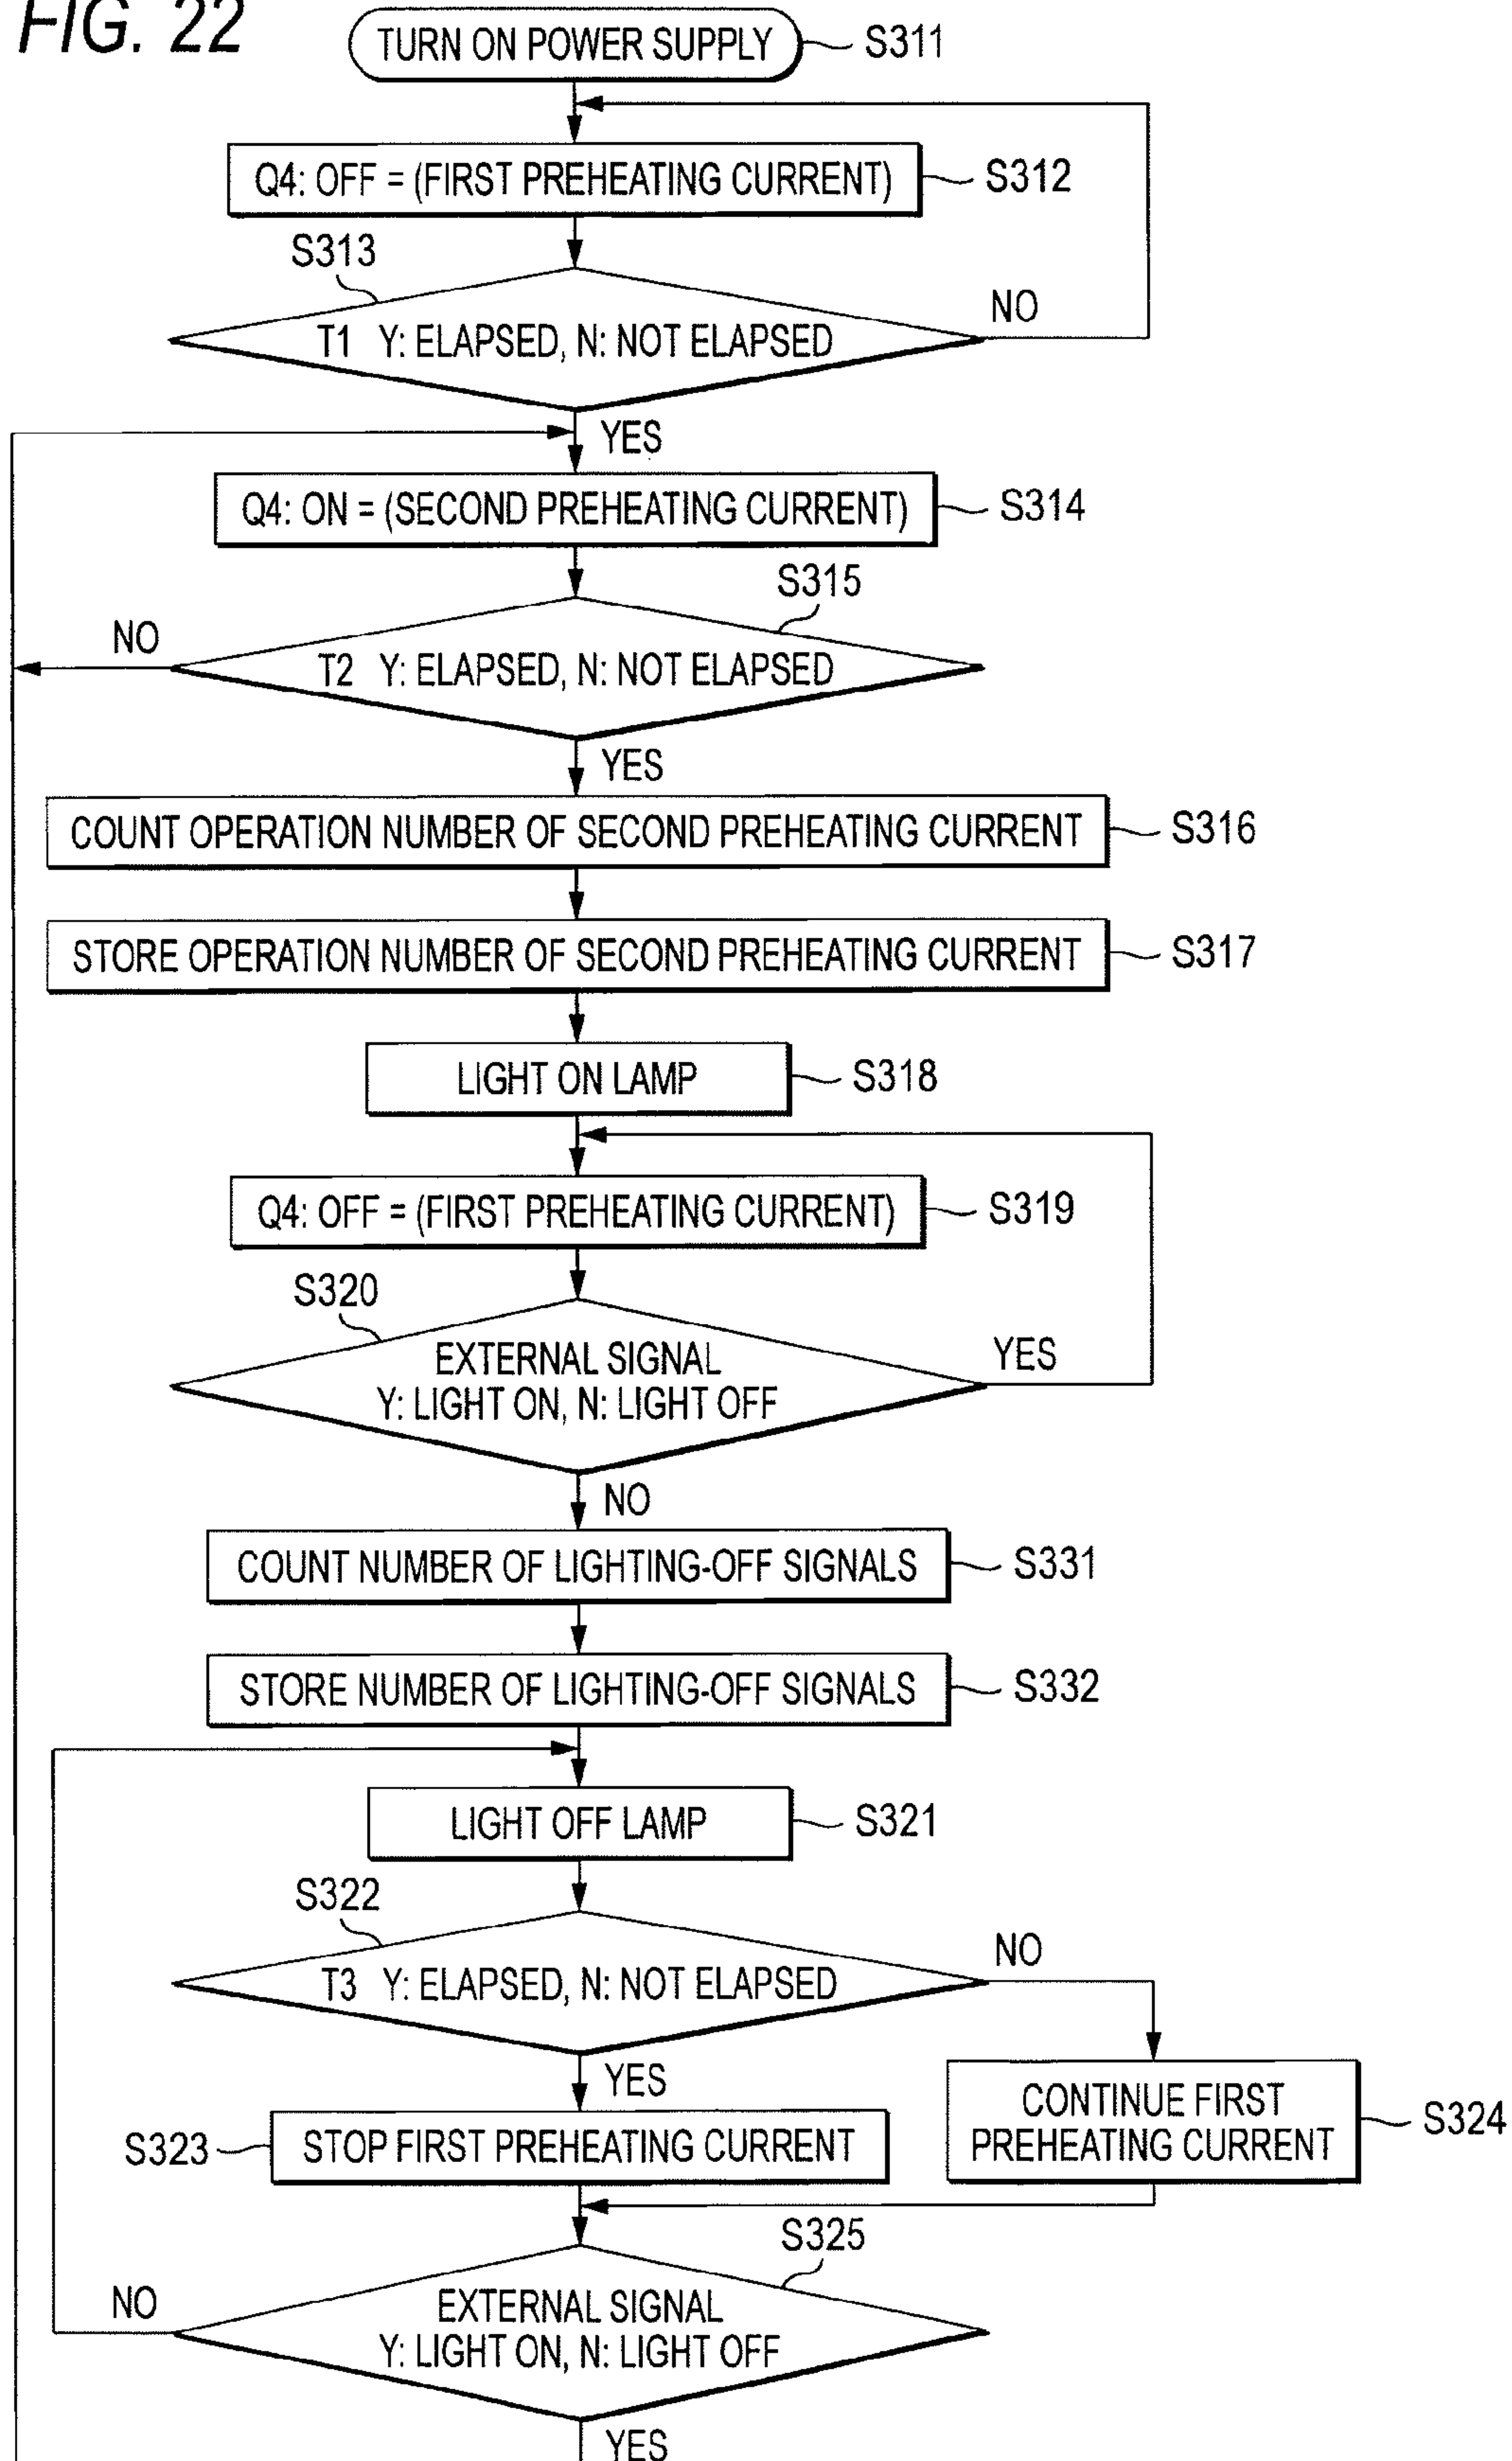 FIG. 22
TURN ON POWER SUPPLY
S311
Q4: OFF = (FIRST PREHEATING CURRENT)
S312
S313
T1 Y: ELAPSED, N: NOT ELAPSED
NO
YES
Q4: ON = (SECOND PREHEATING CURRENT)
S314
S315
T2 Y: ELAPSED, N: NOT ELAPSED
NO
YES
COUNT OPERATION NUMBER OF SECOND PREHEATING CURRENT
S316
STORE OPERATION NUMBER OF SECOND PREHEATING CURRENT
S317
LIGHT ON LAMP
S318
Q4: OFF = (FIRST PREHEATING CURRENT)
S319
S320
EXTERNAL SIGNAL
Y: LIGHT ON, N: LIGHT OFF
YES
NO
COUNT NUMBER OF LIGHTING-OFF SIGNALS
S331
STORE NUMBER OF LIGHTING-OFF SIGNALS
S332
LIGHT OFF LAMP
S321
S322
T3 Y: ELAPSED, N: NOT ELAPSED
NO
YES
S323
STOP FIRST PREHEATING CURRENT
CONTINUE FIRST
PREHEATING CURRENT
S324
S325
EXTERNAL SIGNAL
Y: LIGHT ON, N: LIGHT OFF
NO
YES